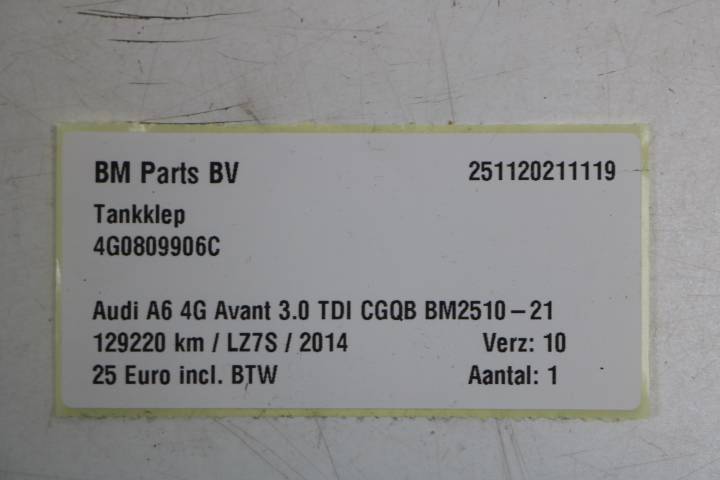 BM Parts BV 251120211119
Tankklep
4G0809906C
Audi A6 4G Avant 3.0 TDI CGQB BM2510-21
129220 km / LZ7S / 2014 Verz: 10
25 Euro incl. BTW Aantal: 1